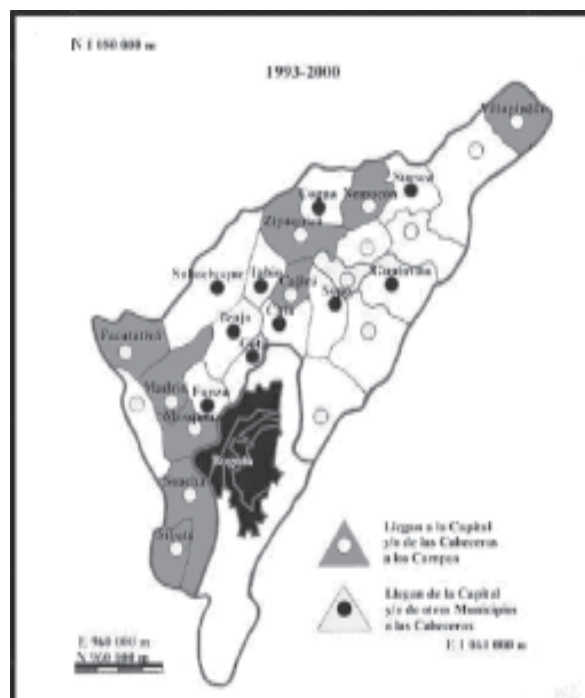 N 1 080 000 m
1993-2000
Villapinzón
Suesca
Cogua
Nemocón
Zipaquirá
Subachoque
Tabio
Cajicá
Guatavita
Sopó
Tenjo
Chía
Cota
Facatativá
Madrid
Funza
Mosquera
Bogotá
Soacha
Sibaté
Llegan a la Capital
y/o de las Cabeceras
a los Campos
Llegan de la Capital
y/o de otros Municipios
a las Cabeceras
E 960 000 m
N 960 000 m
E 1 061 000 m